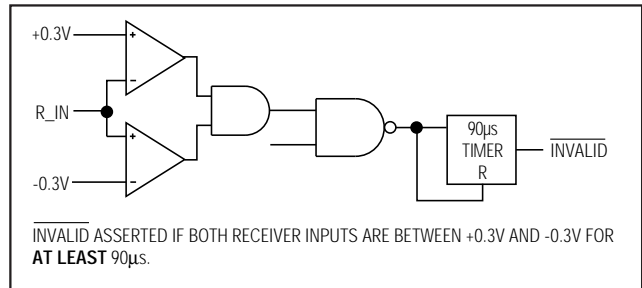 +0.3V
R_IN
-0.3V
90μs
TIMER
R
INVALID
INVALID ASSERTED IF BOTH RECEIVER INPUTS ARE BETWEEN +0.3V AND -0.3V FOR
AT LEAST 90μs.